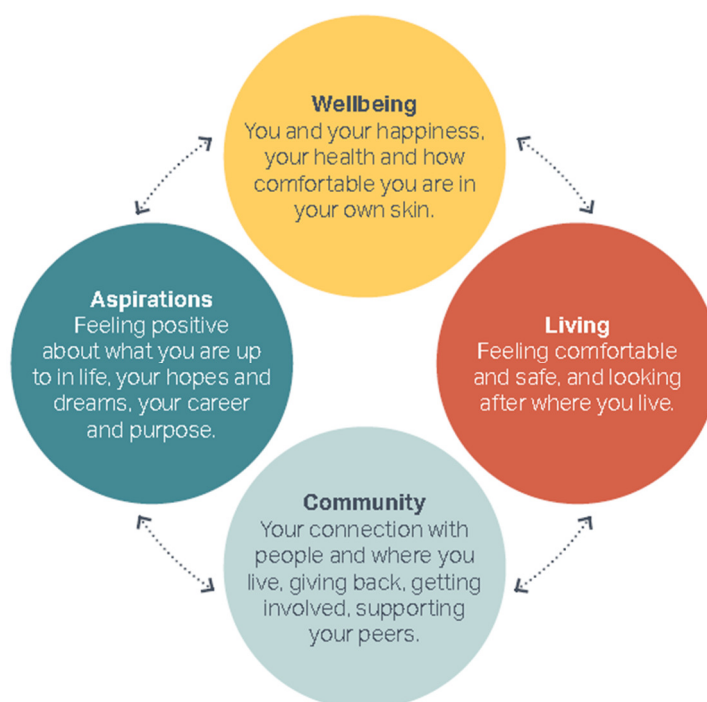 Wellbeing
You and your happiness,
your health and how
comfortable you are in
your own skin.
Aspirations
Feeling positive
about what you are up
to in life, your hopes and
dreams, your career
and purpose.
Living
Feeling comfortable
and safe, and looking
after where you live.
Community
Your connection with
people and where you
live, giving back, getting
involved, supporting
your peers.